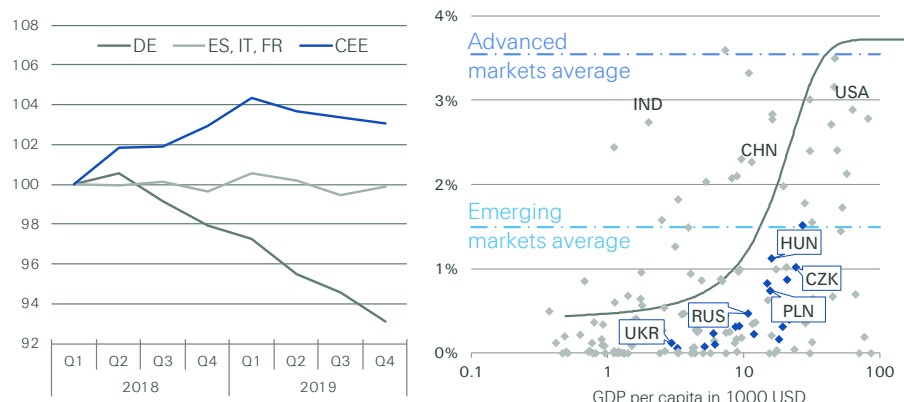 108
106
104
102
100
98
96
94
92
DE
ES, IT, FR
CEE
Q1 Q2 Q3 Q4 Q1 Q2 Q3 Q4
2018 2019
4%
3%
2%
1%
0%
Advanced
markets average
IND
USA
CHN
Emerging
markets average
HUN
CZK
PLN
RUS
UKR
0.1 1 10 100
GDP per capita in 1000 USD